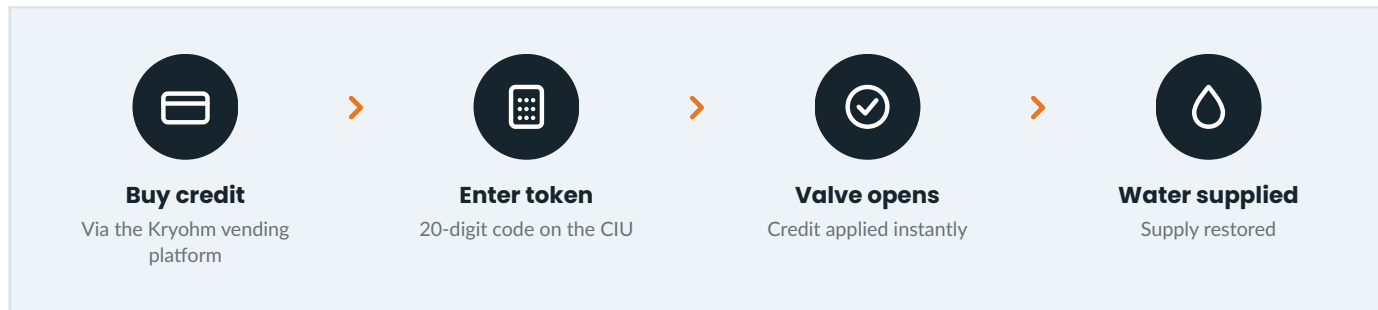 Buy credit
Via the Kryohm vending
platform
Enter token
20-digit code on the CIU
Valve opens
Credit applied instantly
Water supplied
Supply restored